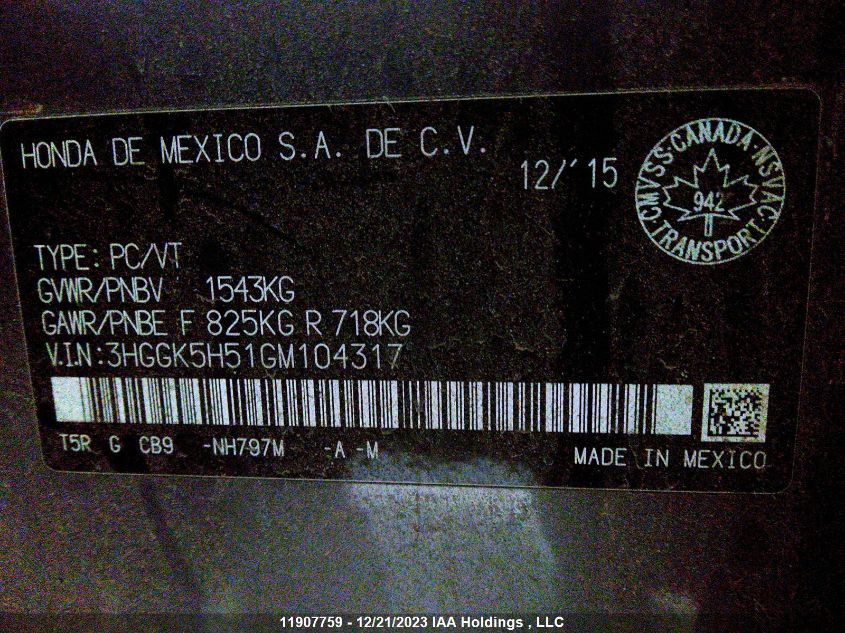 HONDA DE MEXICO S.A. DE C.V.
12/'15
CMVSS·CANADA·NSVAC·TRANSPORT·
942
TYPE: PC/VT
GVWR/PNBV 1543KG
GAWR/PNBE F 825KG R 718KG
V.I.N:3HGGK5H51GM104317
T5R G CB9 -NH797M -A -M
MADE IN MEXICO
11907759 - 12/21/2023 IAA Holdings , LLC